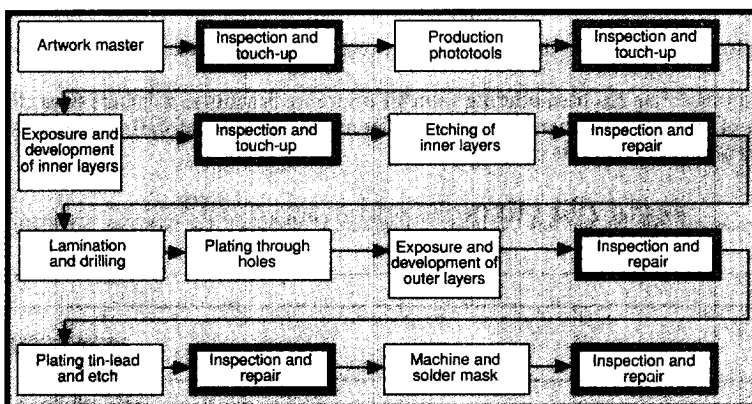 Artwork master
Inspection and
touch-up
Production
phototools
Inspection and
touch-up
Exposure and
development
of inner layers
Inspection and
touch-up
Etching of
inner layers
Inspection and
repair
Lamination
and drilling
Plating through
holes
Exposure and
development of
outer layers
Inspection and
repair
Plating tin-lead
and etch
Inspection and
repair
Machine and
solder mask
Inspection and
repair